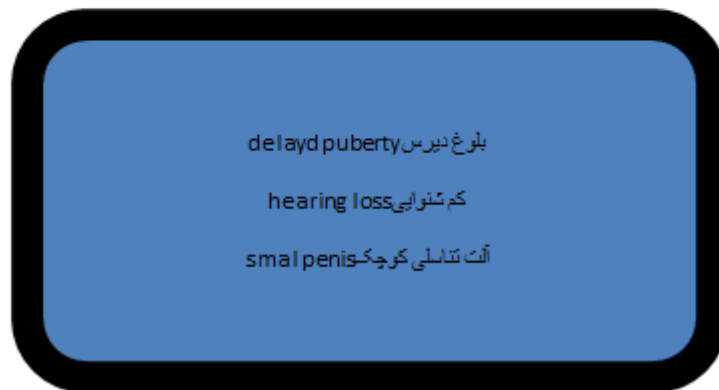 delayd puberty بلوغ دیرس
hearing loss کم شنوایی
smal penis آلت تناسلی کوچک